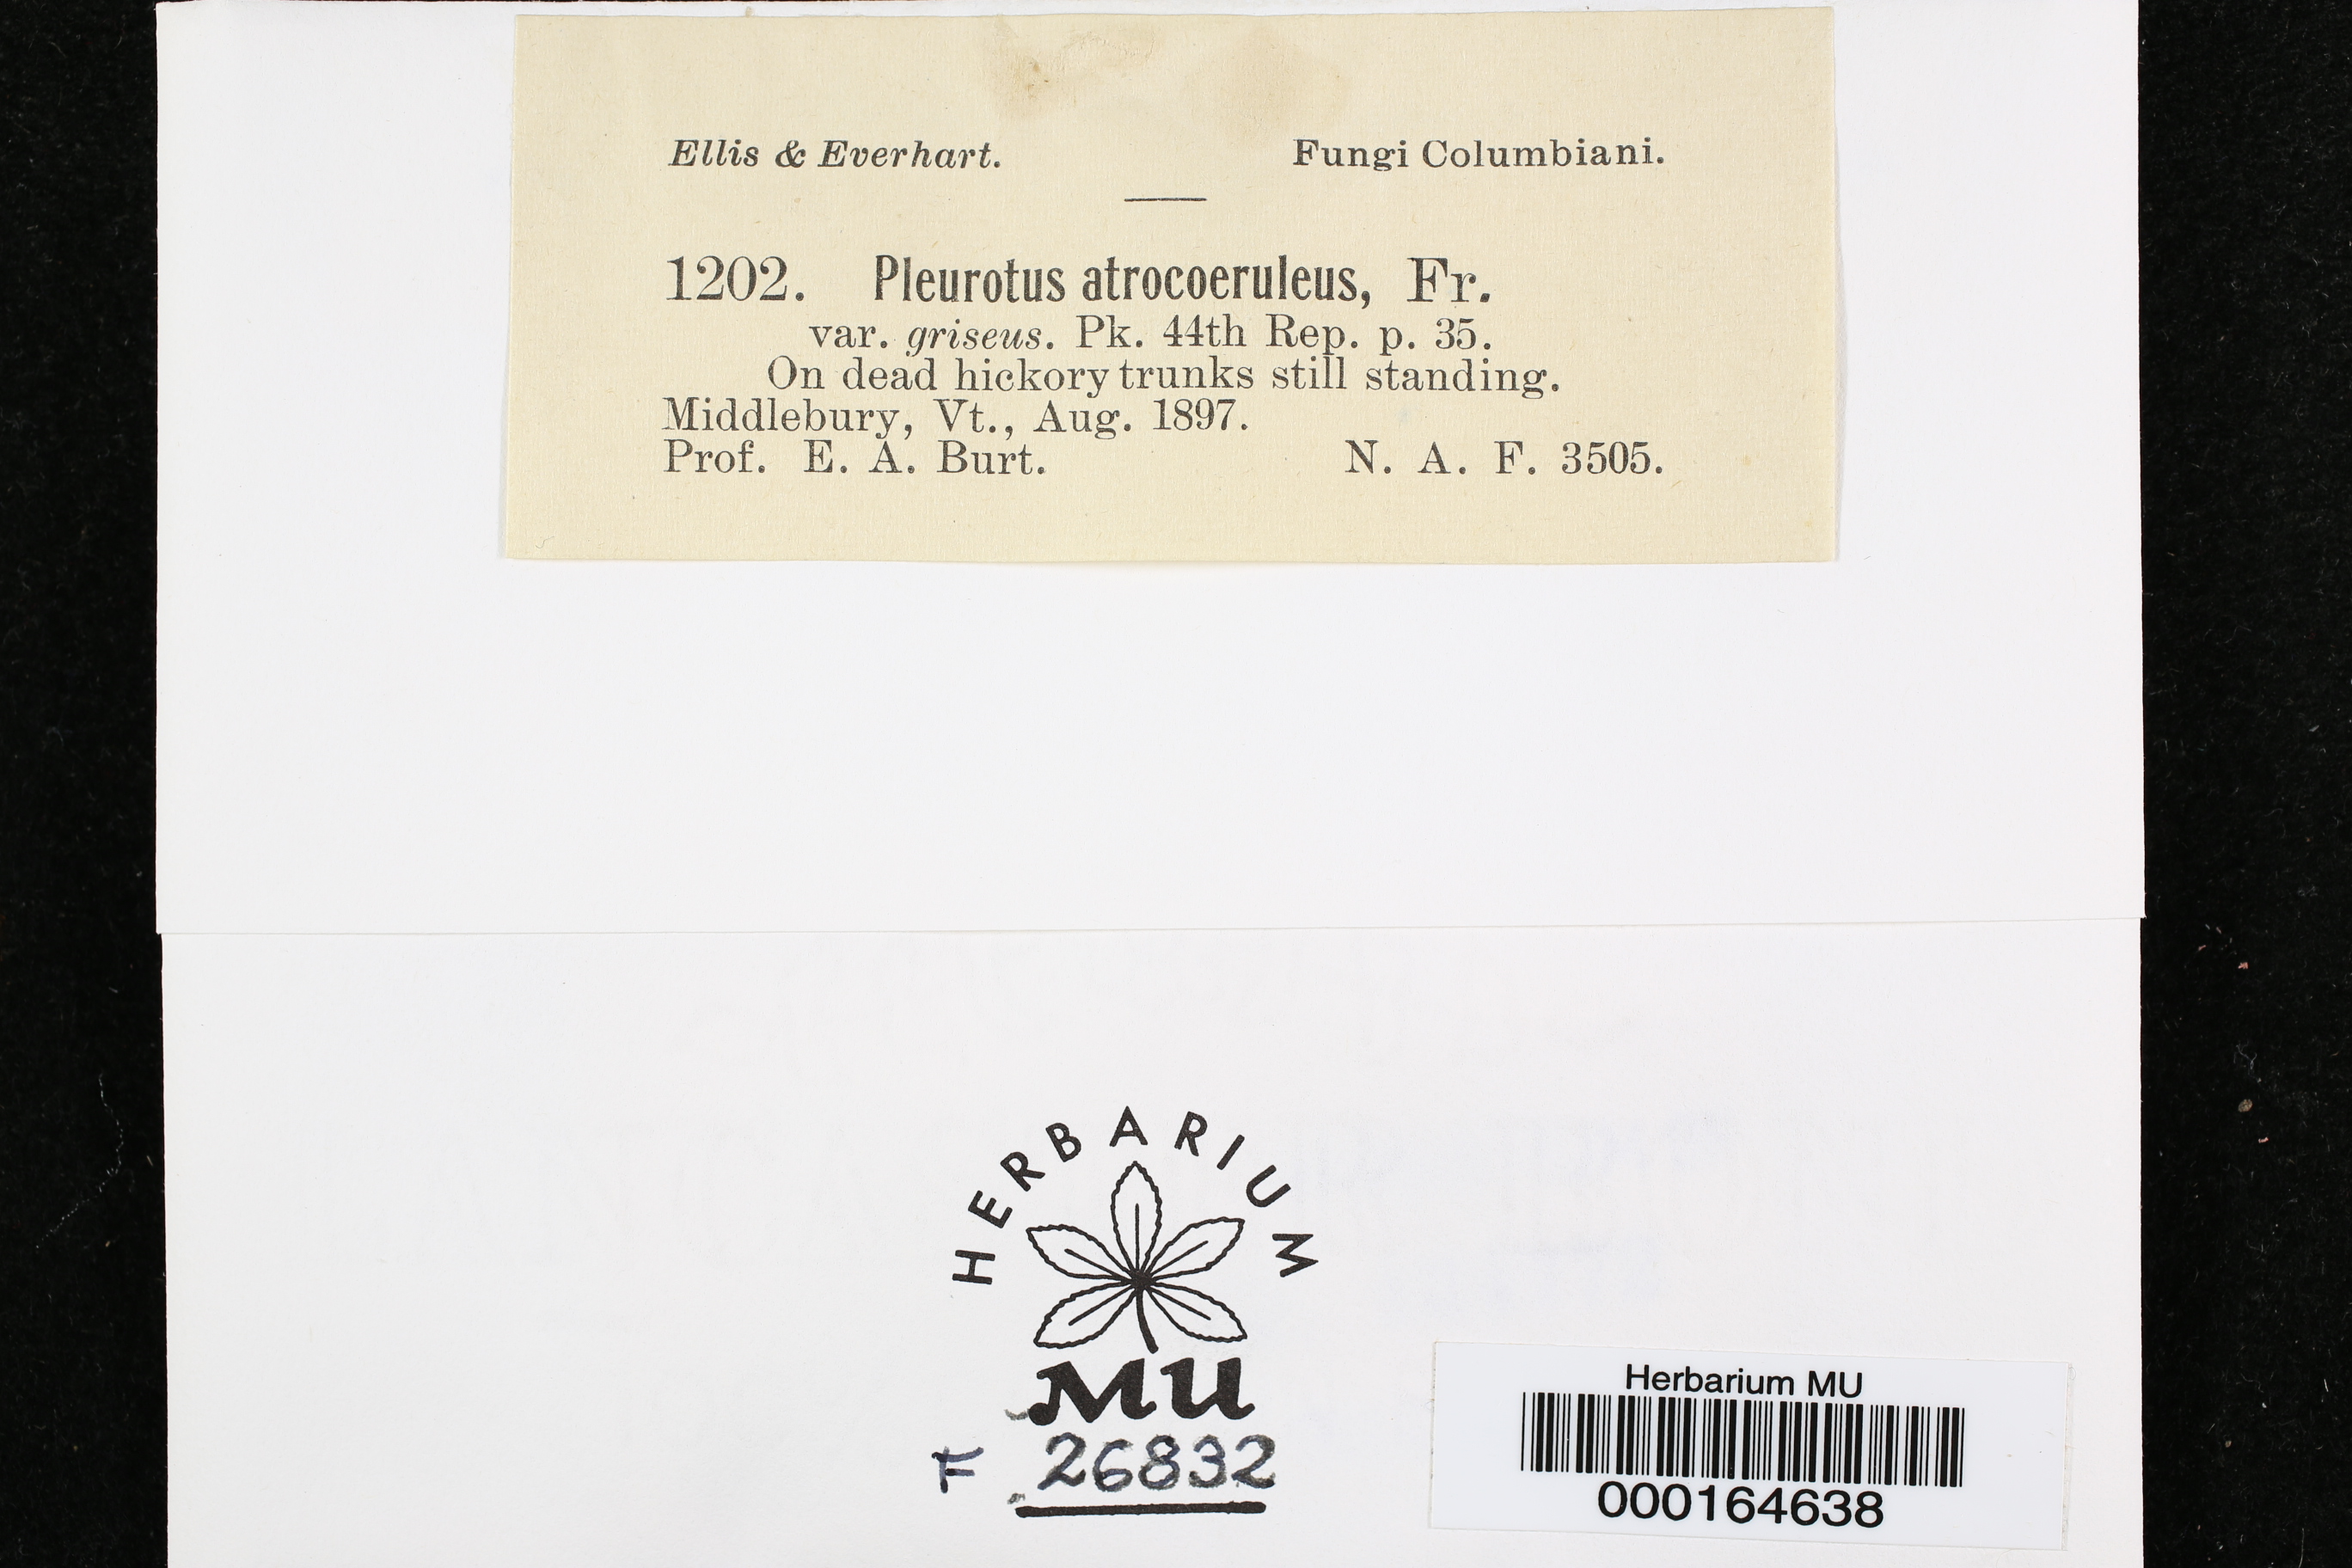 Ellis & Everhart. Fungi Columbiani.
1202. Pleurotus atrocoeruleus, Fr.
var. griseus. Pk. 44th Rep. p. 35.
On dead hickory trunks still standing.
Middlebury, Vt., Aug. 1897.
Prof. E. A. Burt. N. A. F. 3505.
HERBARIUM
MU
F 26832
Herbarium MU
000164638